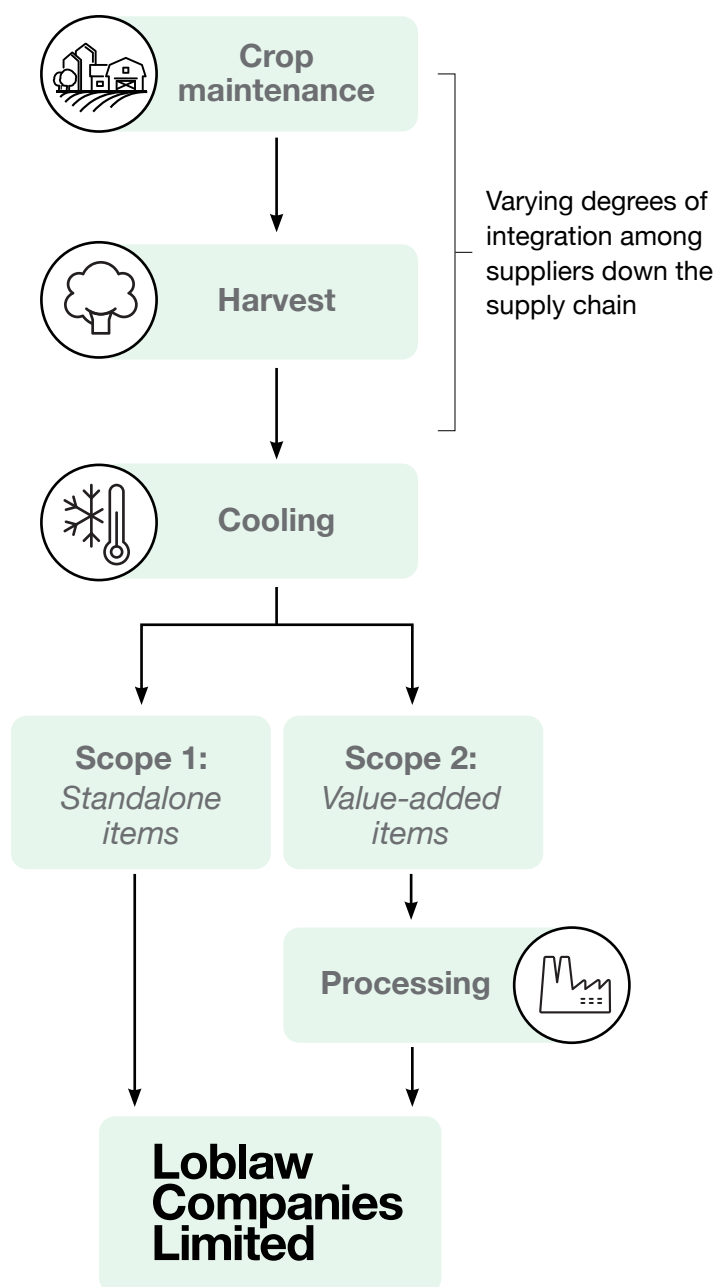 Crop
maintenance
Varying degrees of
integration among
suppliers down the
supply chain
Harvest
Cooling
Scope 1:
Standalone
items
Scope 2:
Value-added
items
Processing
Loblaw
Companies
Limited